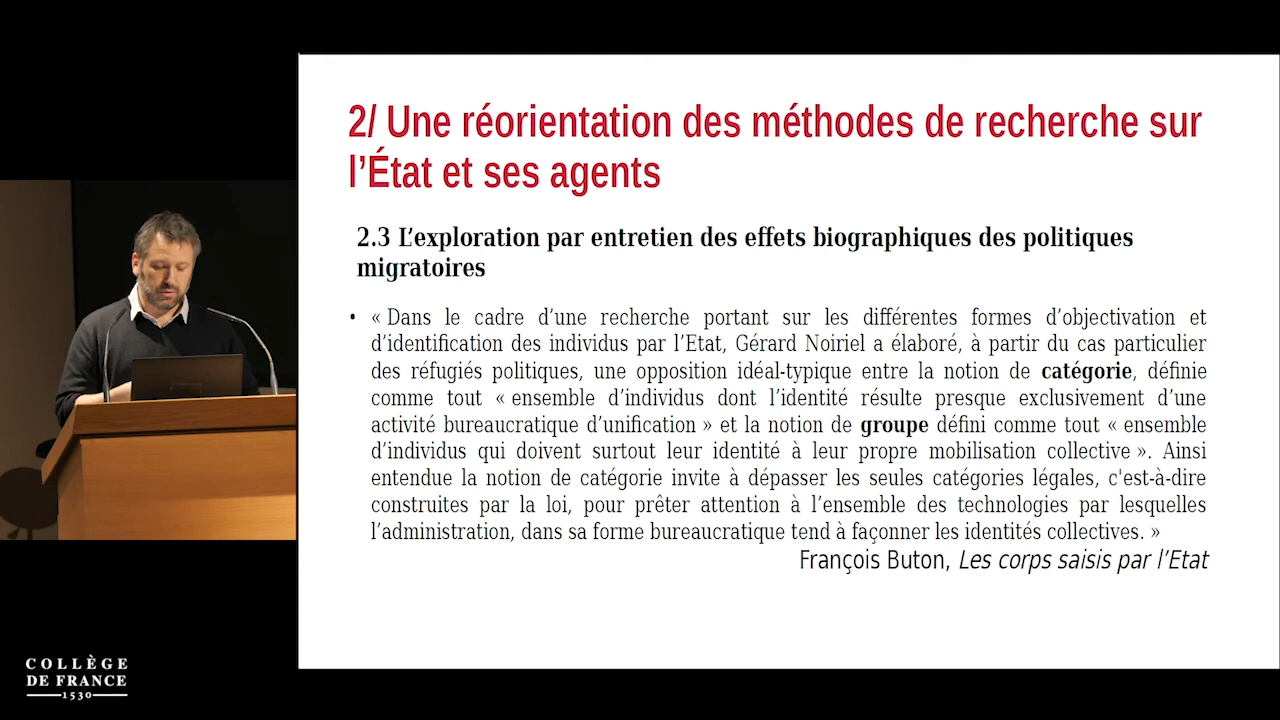 2/ Une réorientation des méthodes de recherche sur
l’État et ses agents
2.3 L’exploration par entretien des effets biographiques des politiques
migratoires
• « Dans le cadre d’une recherche portant sur les différentes formes d’objectivation et
d’identification des individus par l’Etat, Gérard Noiriel a élaboré, à partir du cas particulier
des réfugiés politiques, une opposition idéal-typique entre la notion de catégorie, définie
comme tout « ensemble d’individus dont l’identité résulte presque exclusivement d’une
activité bureaucratique d’unification » et la notion de groupe défini comme tout « ensemble
d’individus qui doivent surtout leur identité à leur propre mobilisation collective ». Ainsi
entendue la notion de catégorie invite à dépasser les seules catégories légales, c'est-à-dire
construites par la loi, pour prêter attention à l’ensemble des technologies par lesquelles
l’administration, dans sa forme bureaucratique tend à façonner les identités collectives. »
François Buton, Les corps saisis par l’Etat
COLLÈGE
DE FRANCE
1530